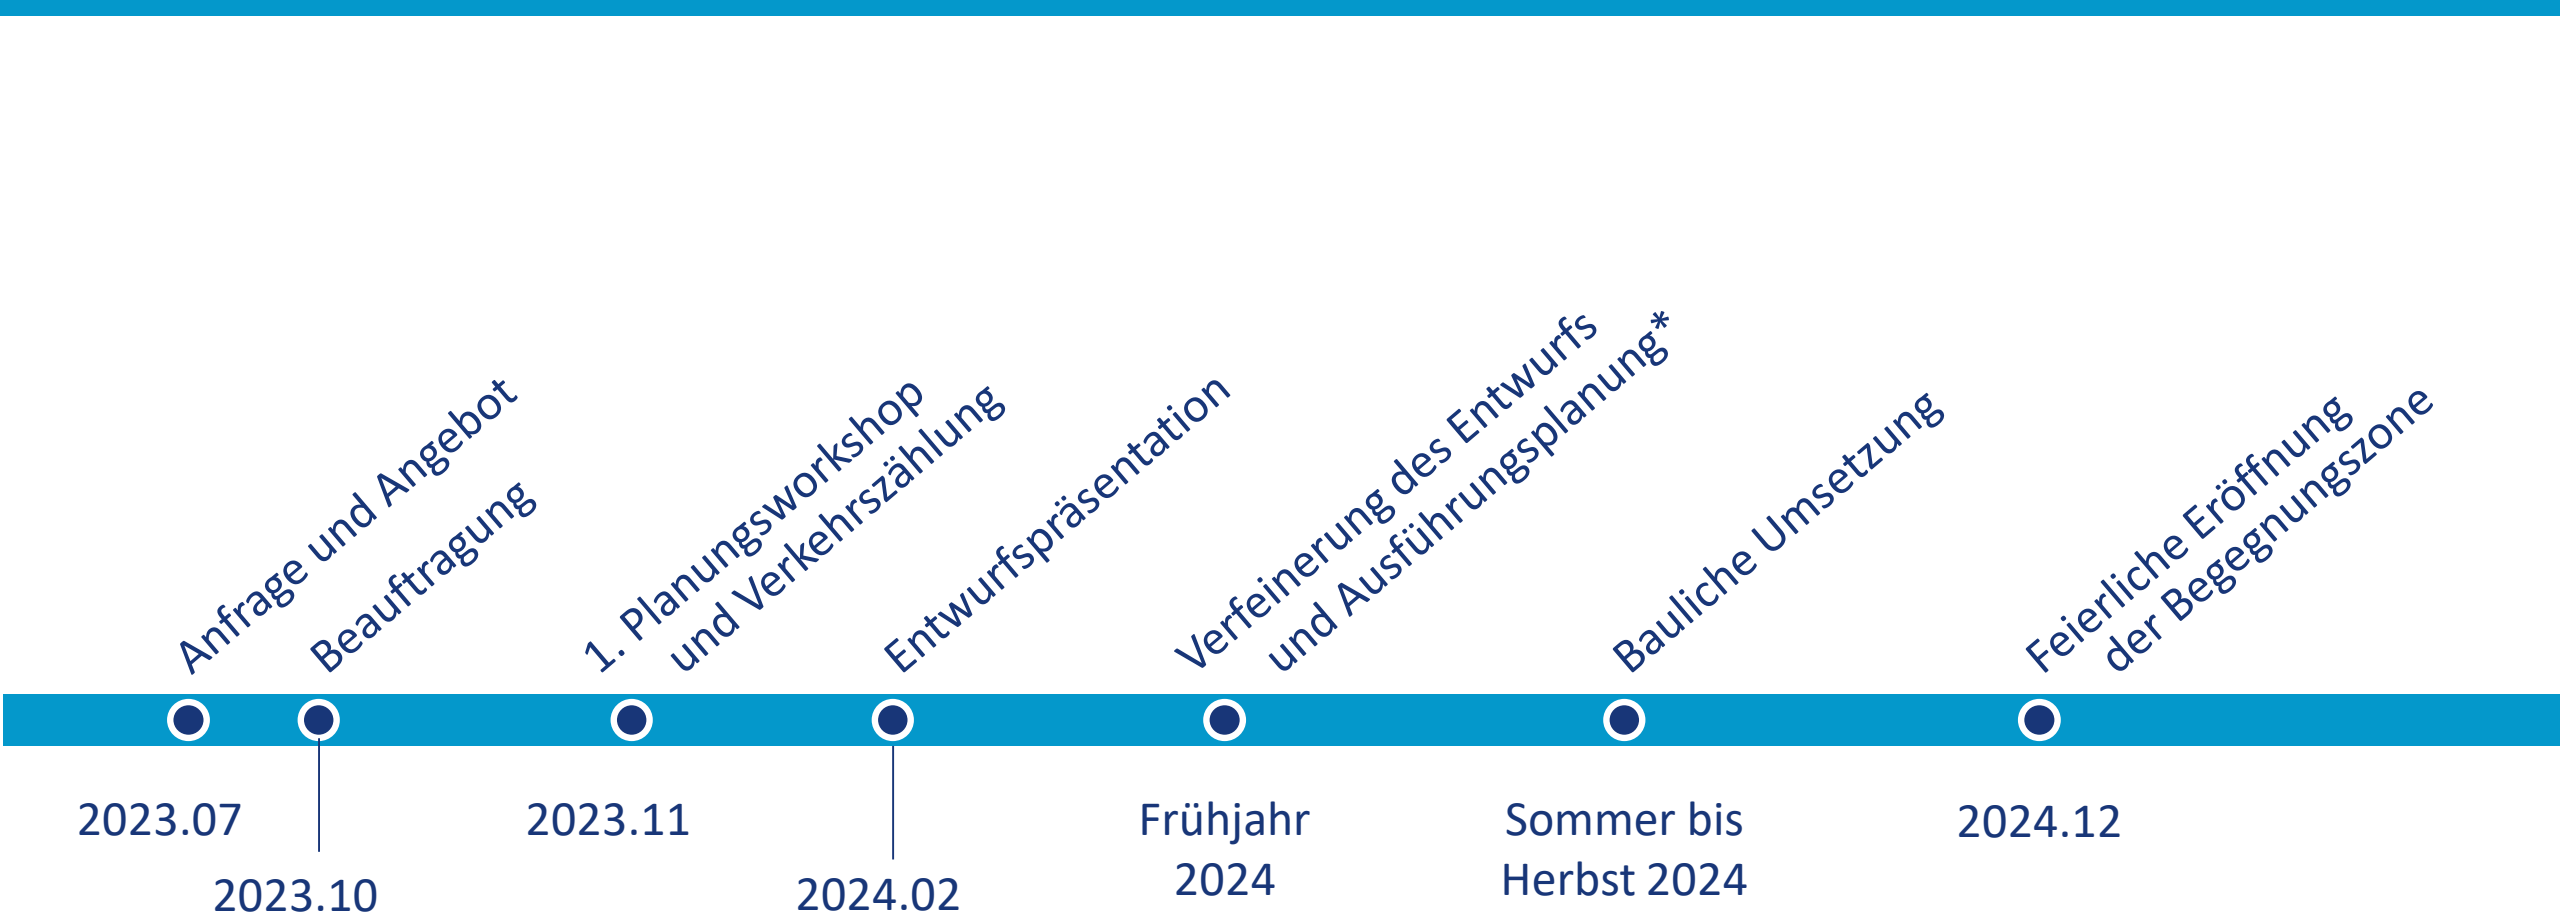 Anfrage und Angebot
2023.07
Beauftragung
2023.10
1. Planungsworkshop
und Verkehrszählung
2023.11
Entwurfspräsentation
2024.02
Verfeinerung des Entwurfs
und Ausführungsplanung*
Frühjahr
2024
Bauliche Umsetzung
Sommer bis
Herbst 2024
Feierliche Eröffnung
der Begegnungszone
2024.12